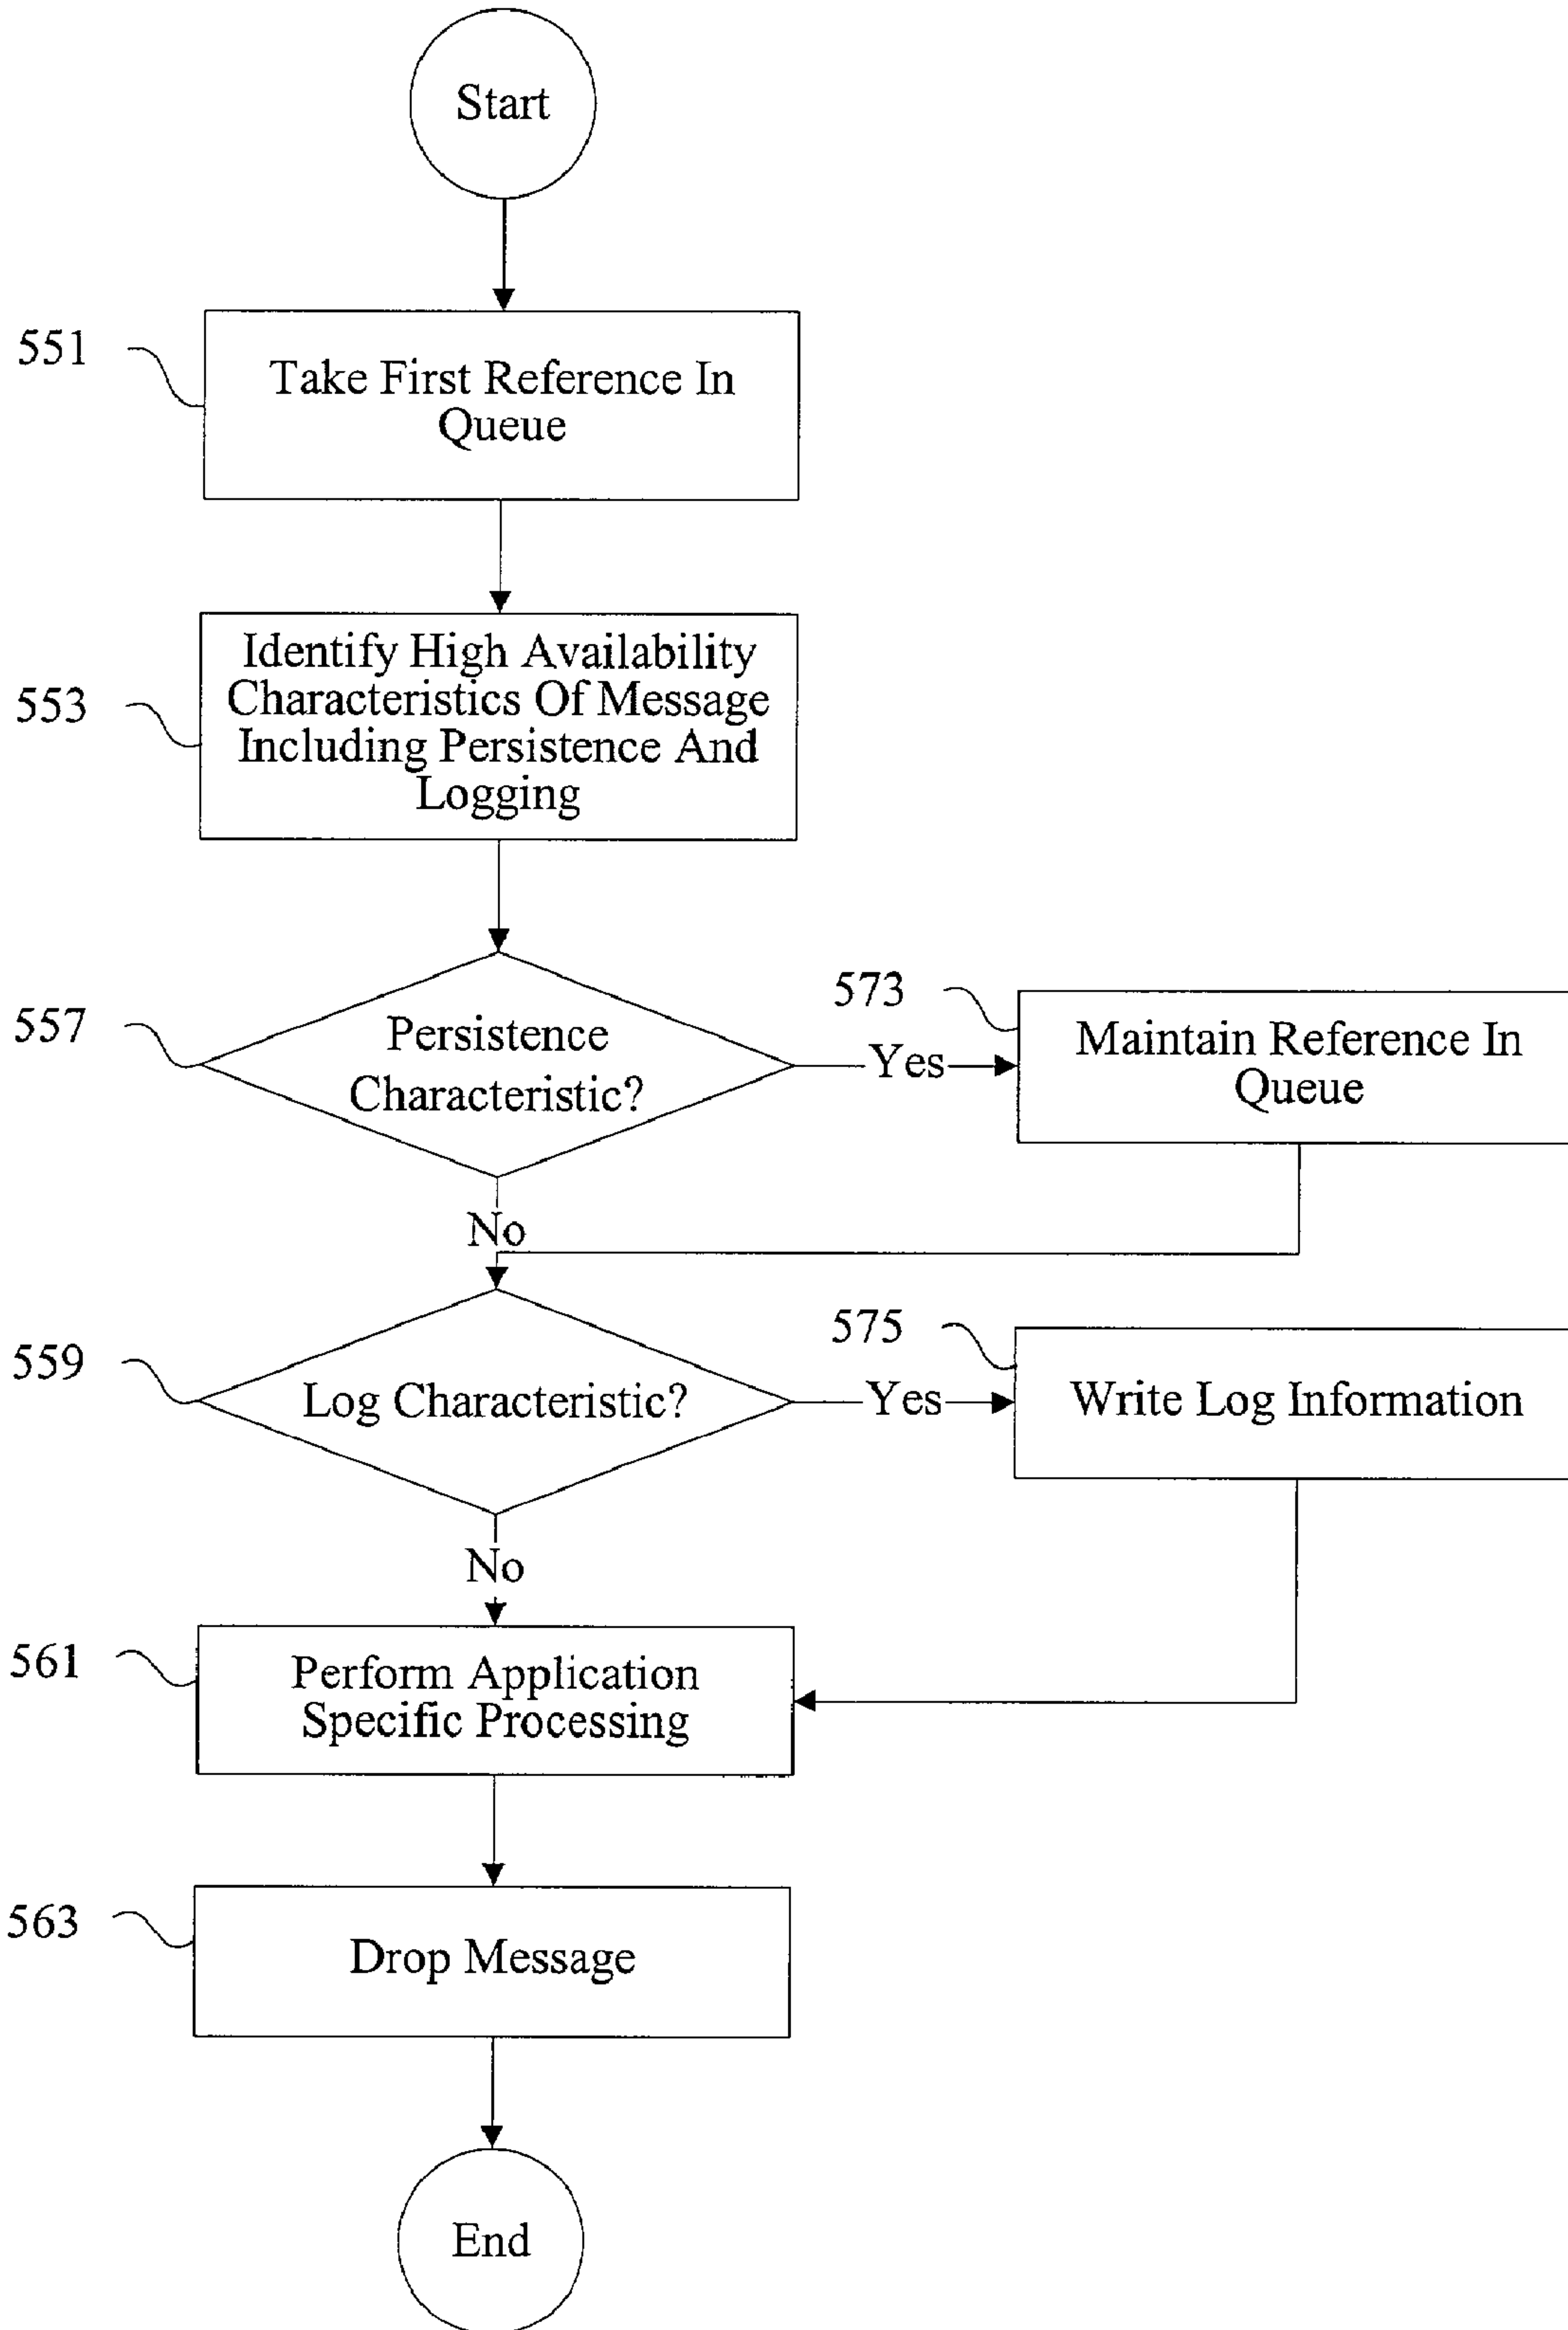 Start
551
Take First Reference In
Queue
553
Identify High Availability
Characteristics Of Message
Including Persistence And
Logging
557
Persistence
Characteristic?
Yes
573
Maintain Reference In
Queue
No
559
Log Characteristic?
Yes
575
Write Log Information
No
561
Perform Application
Specific Processing
563
Drop Message
End